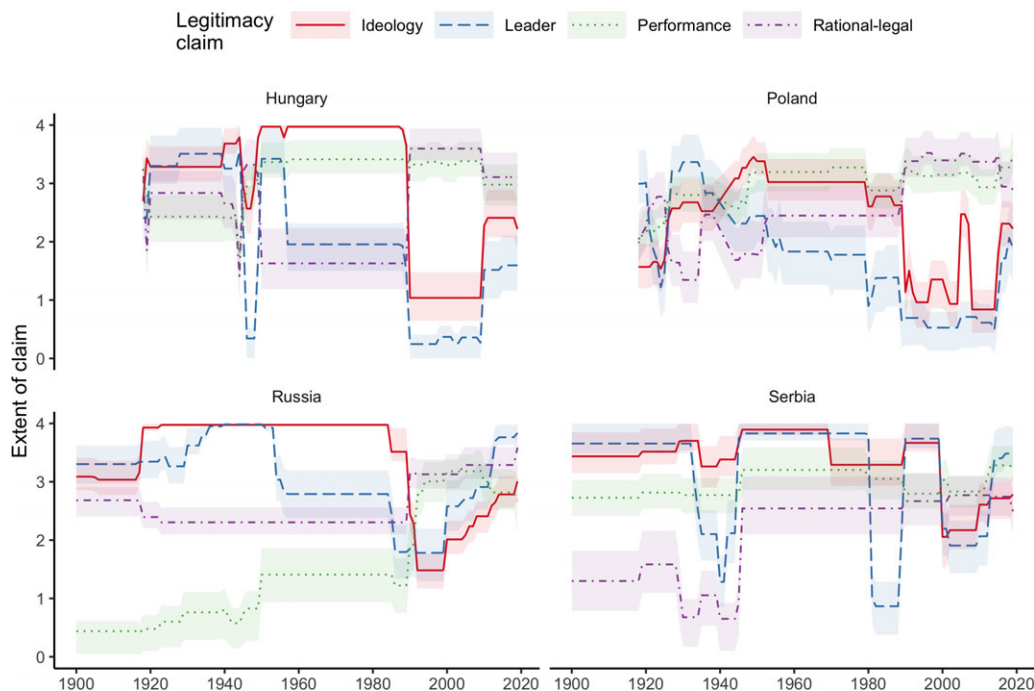 Legitimacy
claim
Ideology
Leader
Performance
Rational-legal
Hungary
Poland
4
3
2
1
0
Extent of claim
Russia
Serbia
4
3
2
1
0
1900 1920 1940 1960 1980 2000 2020
1900 1920 1940 1960 1980 2000 2020